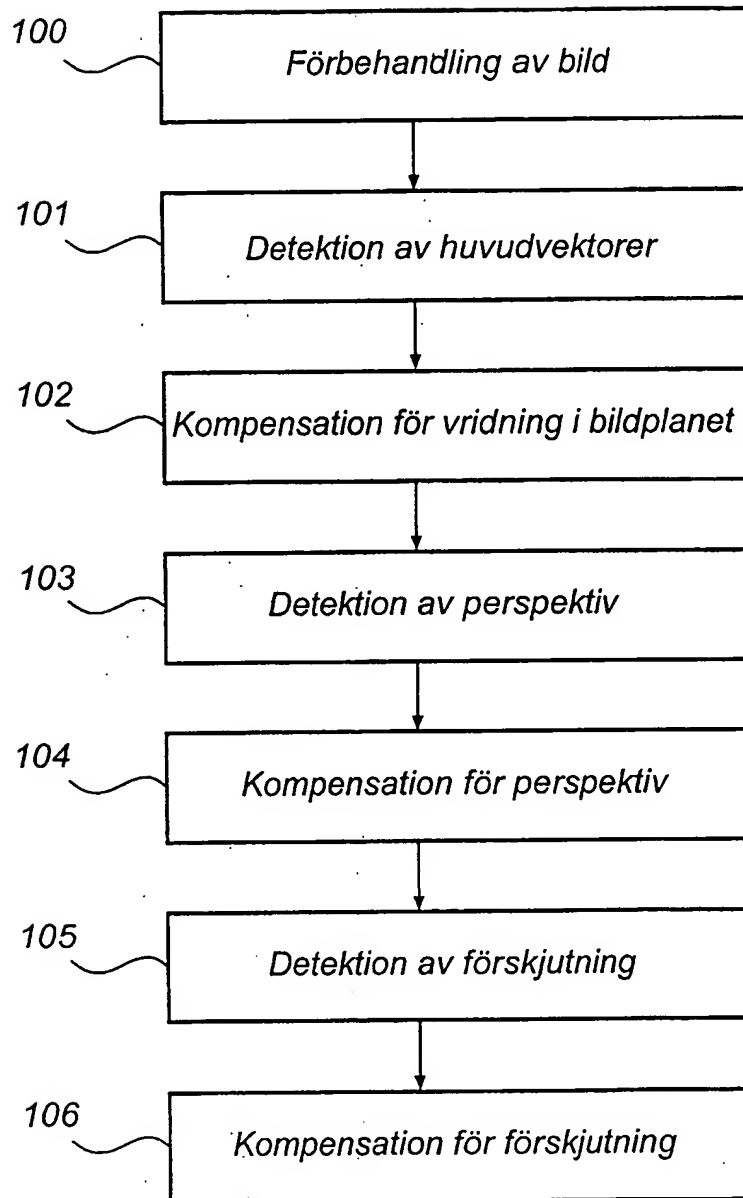 100
Förbehandling av bild
101
Detektion av huvudvektorer
102
Kompensation för vridning i bildplanet
103
Detektion av perspektiv
104
Kompensation för perspektiv
105
Detektion av förskjutning
106
Kompensation för förskjutning